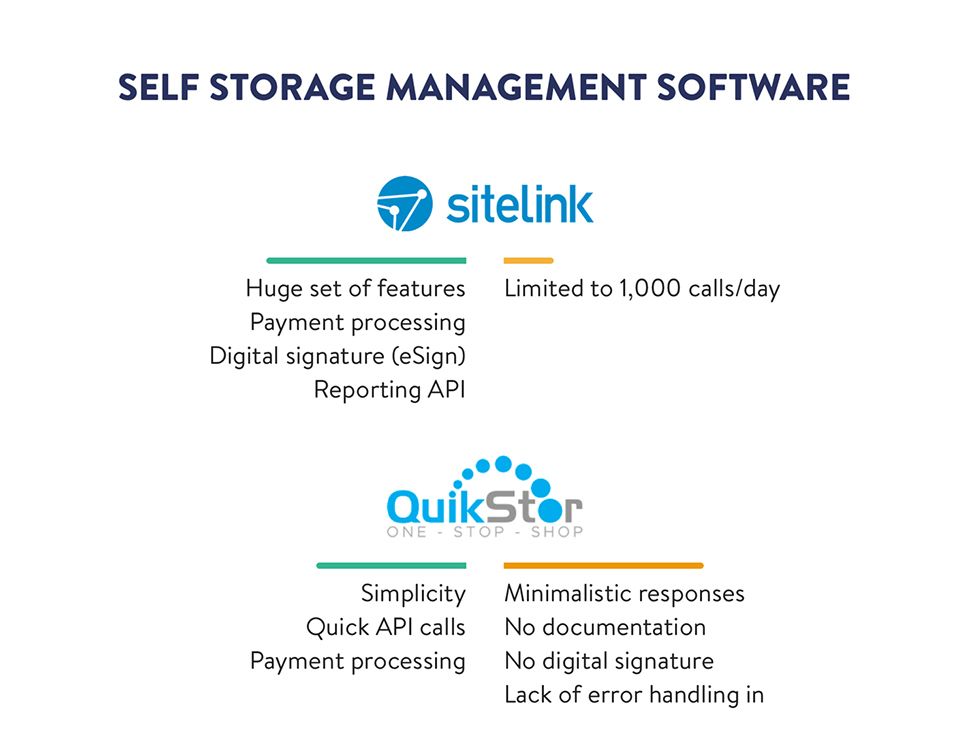 SELF STORAGE MANAGEMENT SOFTWARE
sitelink
Huge set of features
Payment processing
Digital signature (eSign)
Reporting API
Limited to 1,000 calls/day
QuikStor
ONE - STOP - SHOP
Simplicity
Quick API calls
Payment processing
Minimalistic responses
No documentation
No digital signature
Lack of error handling in